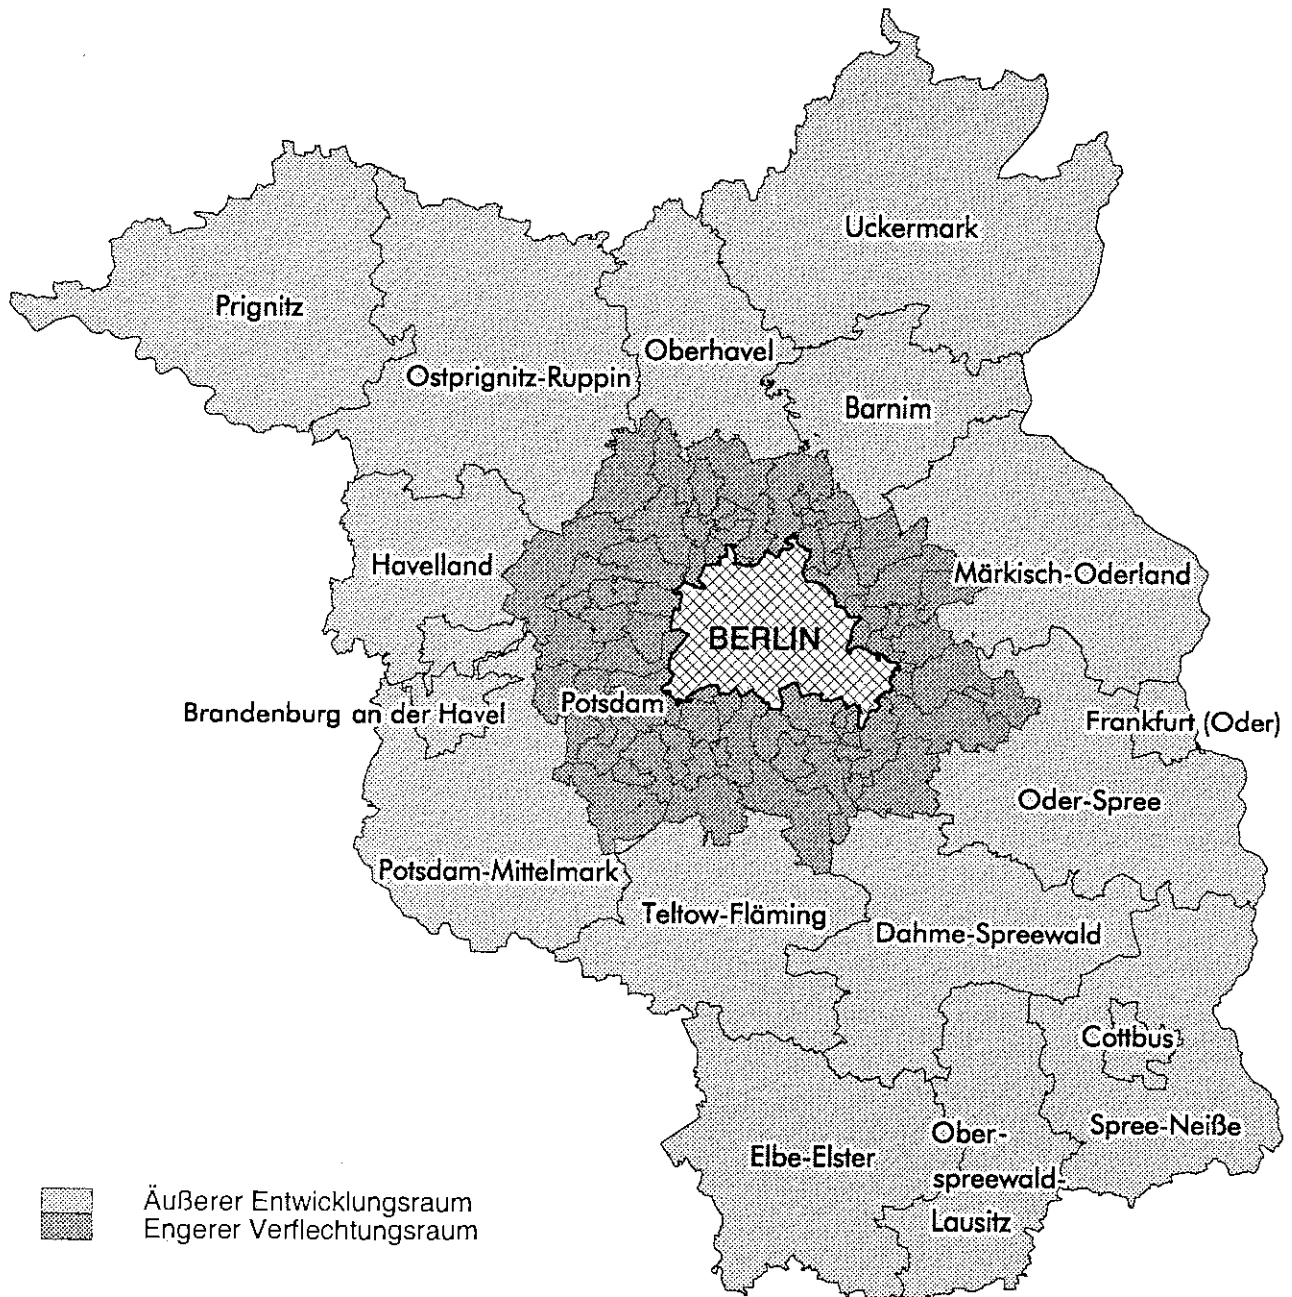 Uckermark
Prignitz
Oberhavel
Ostprignitz-Ruppin
Barnim
Havelland
Märkisch-Oderland
BERLIN
Potsdam
Brandenburg an der Havel
Frankfurt (Oder)
Oder-Spree
Potsdam-Mittelmark
Teltow-Fläming
Dahme-Spreewald
Cottbus
Spree-Neiße
Elbe-Elster
Ober-
spreewald-
Lausitz
Äußerer Entwicklungsraum
Engerer Verflechtungsraum